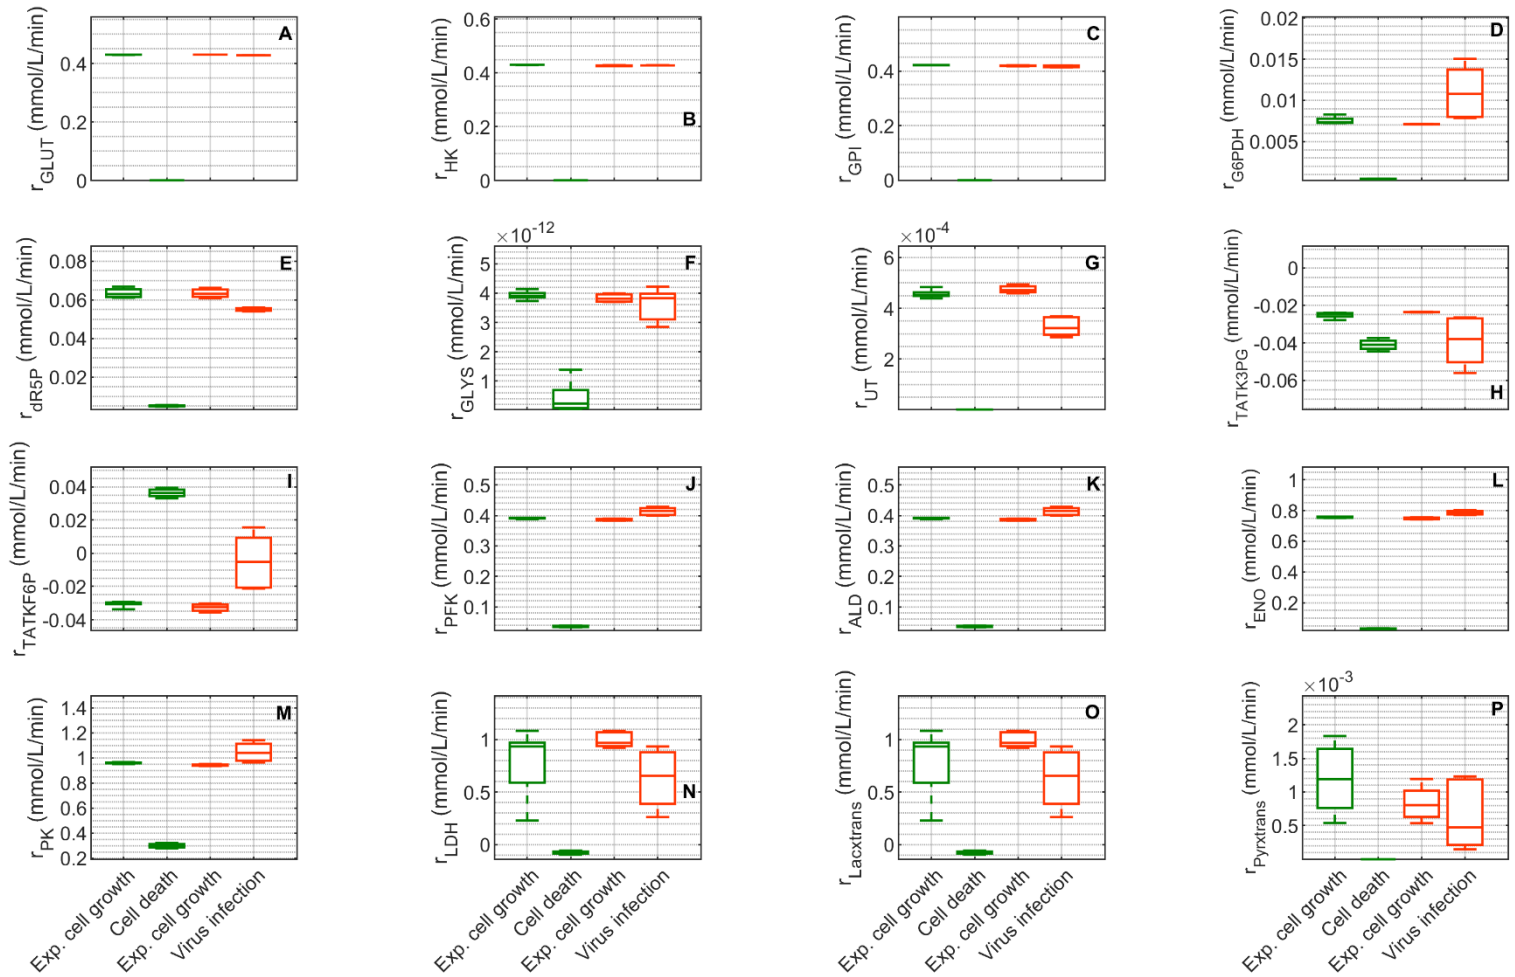 A
r_GLUT (mmol/L/min)
0.4
0.2
0
B
r_HK (mmol/L/min)
0.6
0.4
0.2
0
C
r_GPI (mmol/L/min)
0.4
0.2
0
D
r_G6PDH (mmol/L/min)
0.02
0.015
0.01
0.005
E
r_dR5P (mmol/L/min)
0.08
0.06
0.04
0.02
F
×10^-12
r_GLYS (mmol/L/min)
5
4
3
2
1
G
×10^-4
r_UT (mmol/L/min)
6
4
2
H
r_TATK3PG (mmol/L/min)
0
-0.02
-0.04
-0.06
I
r_TATKF6P (mmol/L/min)
0.04
0.02
0
-0.02
-0.04
J
r_PFK (mmol/L/min)
0.5
0.4
0.3
0.2
0.1
K
r_ALD (mmol/L/min)
0.5
0.4
0.3
0.2
0.1
L
r_ENO (mmol/L/min)
1
0.8
0.6
0.4
0.2
M
r_PK (mmol/L/min)
1.4
1.2
1
0.8
0.6
0.4
0.2
Exp. cell growth
Cell death
Exp. cell growth
Virus infection
N
r_LDH (mmol/L/min)
1
0.5
0
Exp. cell growth
Cell death
Exp. cell growth
Virus infection
O
r_Lacxtrans (mmol/L/min)
1
0.5
0
Exp. cell growth
Cell death
Exp. cell growth
Virus infection
P
×10^-3
r_Pyrxtrans (mmol/L/min)
2
1.5
1
0.5
Exp. cell growth
Cell death
Exp. cell growth
Virus infection